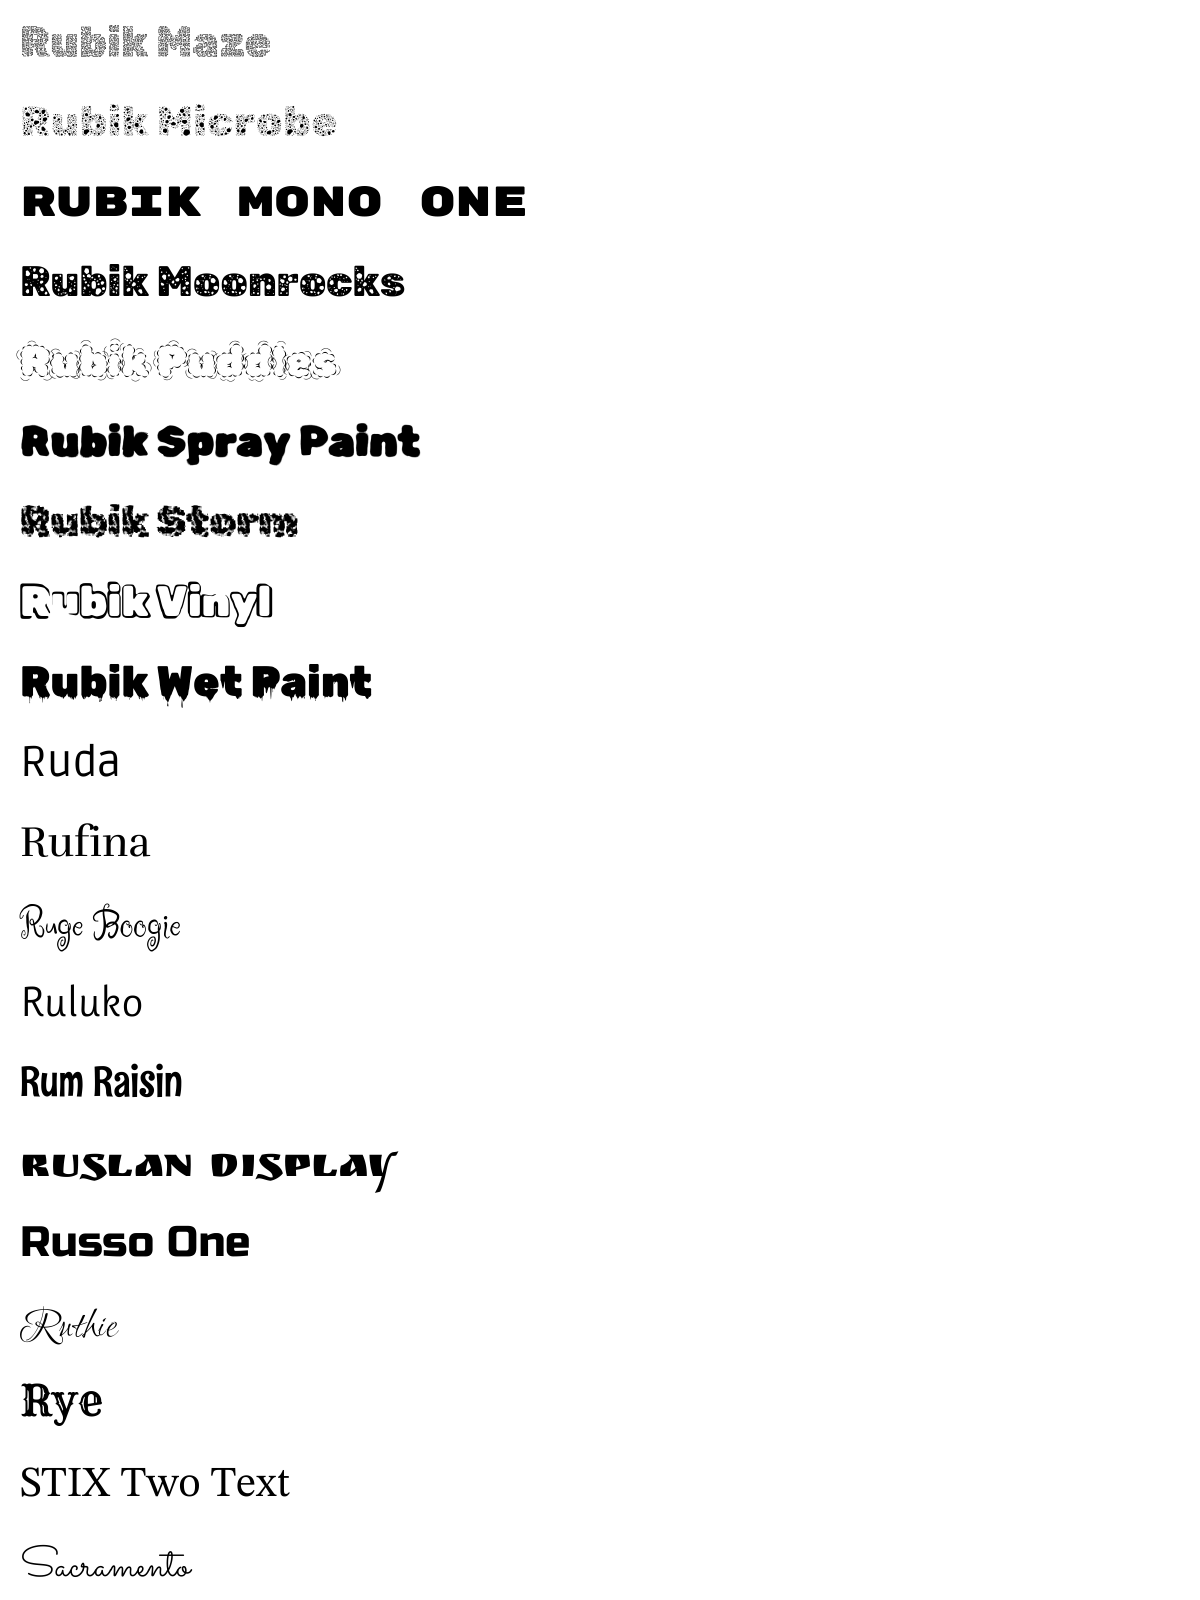 Rubik Maze
Rubik Microbe
RUBIK MONO ONE
Rubik Moonrocks
Rubik Puddles
Rubik Spray Paint
Rubik Storm
Rubik Vinyl
Rubik Wet Paint
Ruda
Rufina
Ruge Boogie
Ruluko
Rum Raisin
RUSLAN DISPLAY
Russo One
Ruthie
Rye
STIX Two Text
Sacramento